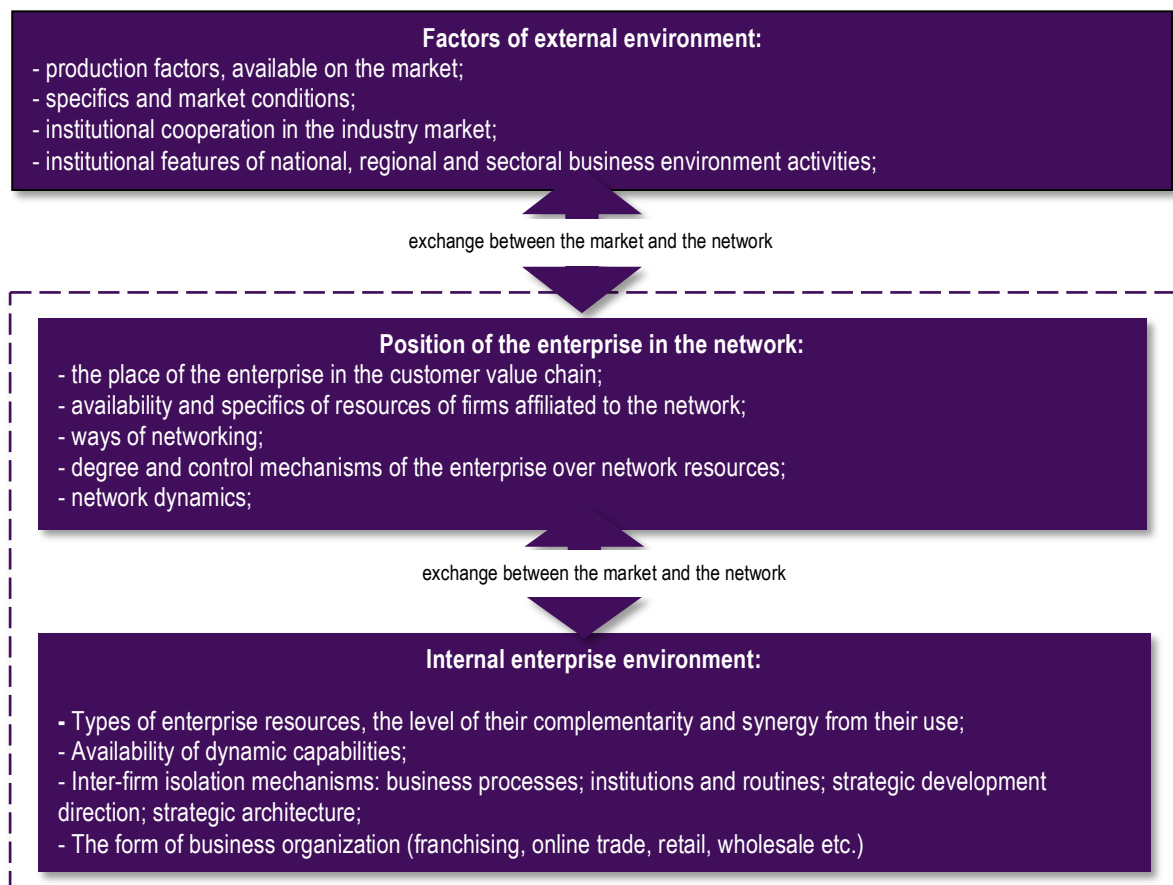 Factors of external environment:
- production factors, available on the market;
- specifics and market conditions;
- institutional cooperation in the industry market;
- institutional features of national, regional and sectoral business environment activities;
exchange between the market and the network
Position of the enterprise in the network:
- the place of the enterprise in the customer value chain;
- availability and specifics of resources of firms affiliated to the network;
- ways of networking;
- degree and control mechanisms of the enterprise over network resources;
- network dynamics;
exchange between the market and the network
Internal enterprise environment:
- Types of enterprise resources, the level of their complementarity and synergy from their use;
- Availability of dynamic capabilities;
- Inter-firm isolation mechanisms: business processes; institutions and routines; strategic development
direction; strategic architecture;
- The form of business organization (franchising, online trade, retail, wholesale etc.)